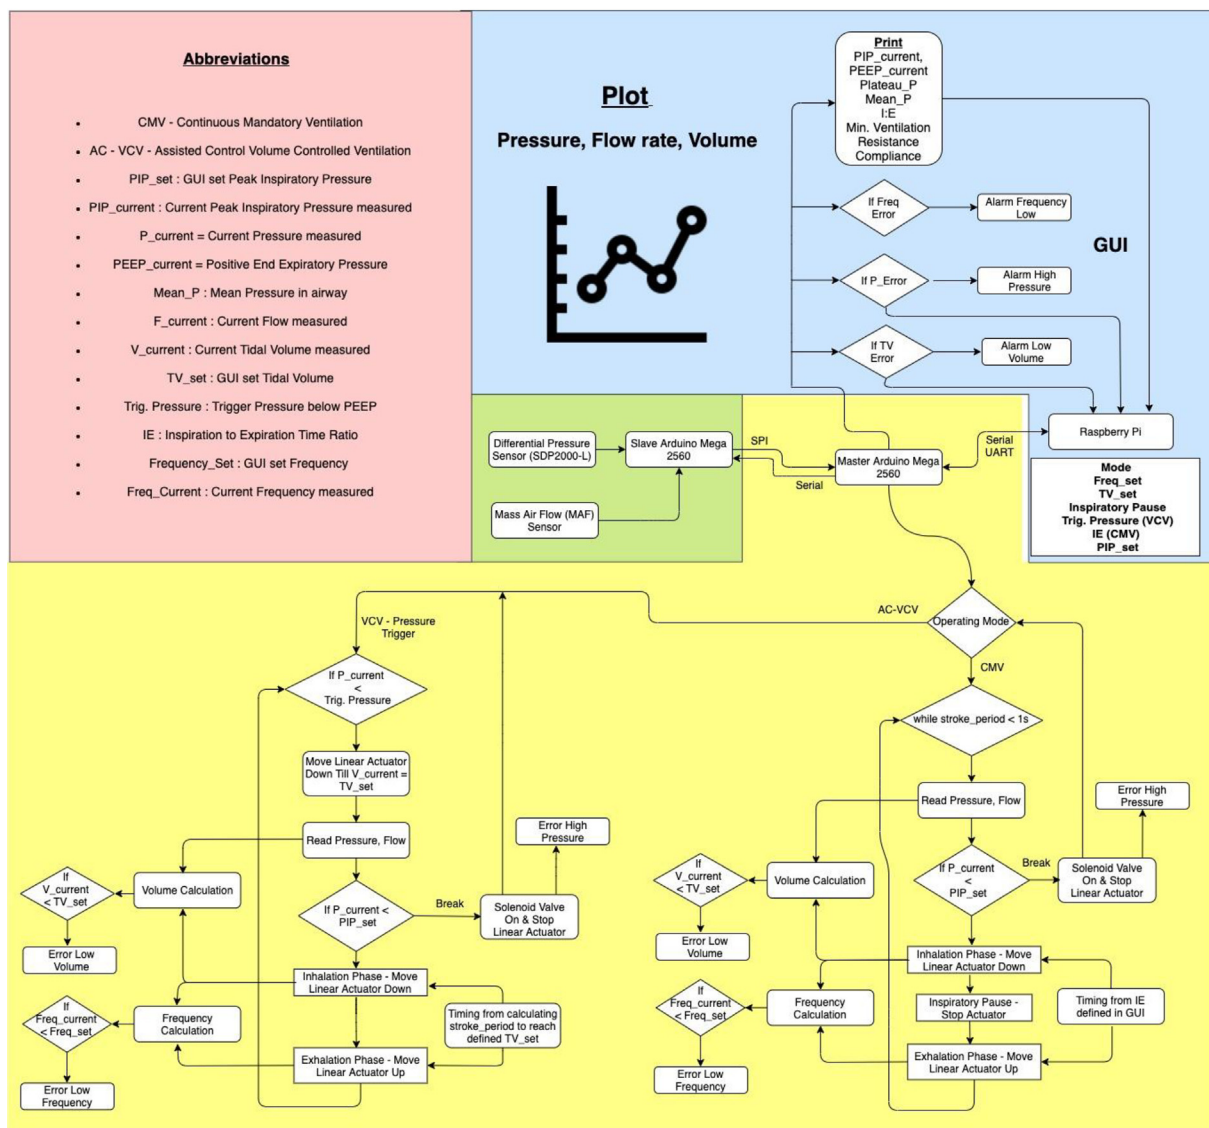 Abbreviations
CMV - Continuous Mandatory Ventilation
AC - VCV - Assisted Control Volume Controlled Ventilation
PIP_set : GUI set Peak Inspiratory Pressure
PIP_current : Current Peak Inspiratory Pressure measured
P_current = Current Pressure measured
PEEP_current = Positive End Expiratory Pressure
Mean_P : Mean Pressure in airway
F_current : Current Flow measured
V_current : Current Tidal Volume measured
TV_set : GUI set Tidal Volume
Trig. Pressure : Trigger Pressure below PEEP
IE : Inspiration to Expiration Time Ratio
Frequency_Set : GUI set Frequency
Freq_Current : Current Frequency measured
Plot
Pressure, Flow rate, Volume
Print
PIP_current,
PEEP_current
Plateau_P
Mean_P
I:E
Min. Ventilation
Resistance
Compliance
If Freq
Error
Alarm Frequency
Low
GUI
If P_Error
Alarm High
Pressure
If TV
Error
Alarm Low
Volume
Differential Pressure
Sensor (SDP2000-L)
Slave Arduino Mega
2560
SPI
Serial
Master Arduino Mega
2560
Serial
UART
Raspberry Pi
Mass Air Flow (MAF)
Sensor
Mode
Freq_set
TV_set
Inspiratory Pause
Trig. Pressure (VCV)
IE (CMV)
PIP_set
AC-VCV
Operating Mode
CMV
VCV - Pressure
Trigger
If P_current
<
Trig. Pressure
Move Linear Actuator
Down Till V_current =
TV_set
Read Pressure, Flow
Error High
Pressure
If
V_current
< TV_set
Volume Calculation
If P_current <
PIP_set
Break
Solenoid Valve
On & Stop
Linear Actuator
Error Low
Volume
Inhalation Phase - Move
Linear Actuator Down
If
Freq_current
< Freq_set
Frequency
Calculation
Timing from calculating
stroke_period to reach
defined TV_set
Exhalation Phase - Move
Linear Actuator Up
Error Low
Frequency
while stroke_period < 1s
Read Pressure, Flow
Error High
Pressure
If
V_current
< TV_set
Volume Calculation
If P_current
<
PIP_set
Break
Solenoid Valve
On & Stop
Linear Actuator
Error Low
Volume
Inhalation Phase - Move
Linear Actuator Down
If
Freq_current
< Freq_set
Frequency
Calculation
Inspiratory Pause -
Stop Actuator
Timing from IE
defined in GUI
Exhalation Phase - Move
Linear Actuator Up
Error Low
Frequency